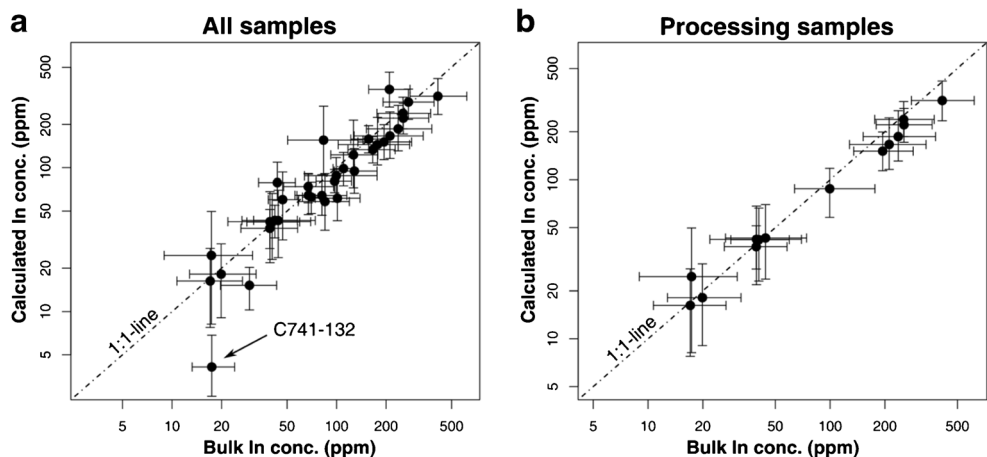 a
All samples
Calculated In conc. (ppm)
500
200
100
50
20
10
5
1:1-line
C741-132
5 10 20 50 100 200 500
Bulk In conc. (ppm)
b
Processing samples
Calculated In conc. (ppm)
500
200
100
50
20
10
5
1:1-line
5 10 20 50 100 200 500
Bulk In conc. (ppm)